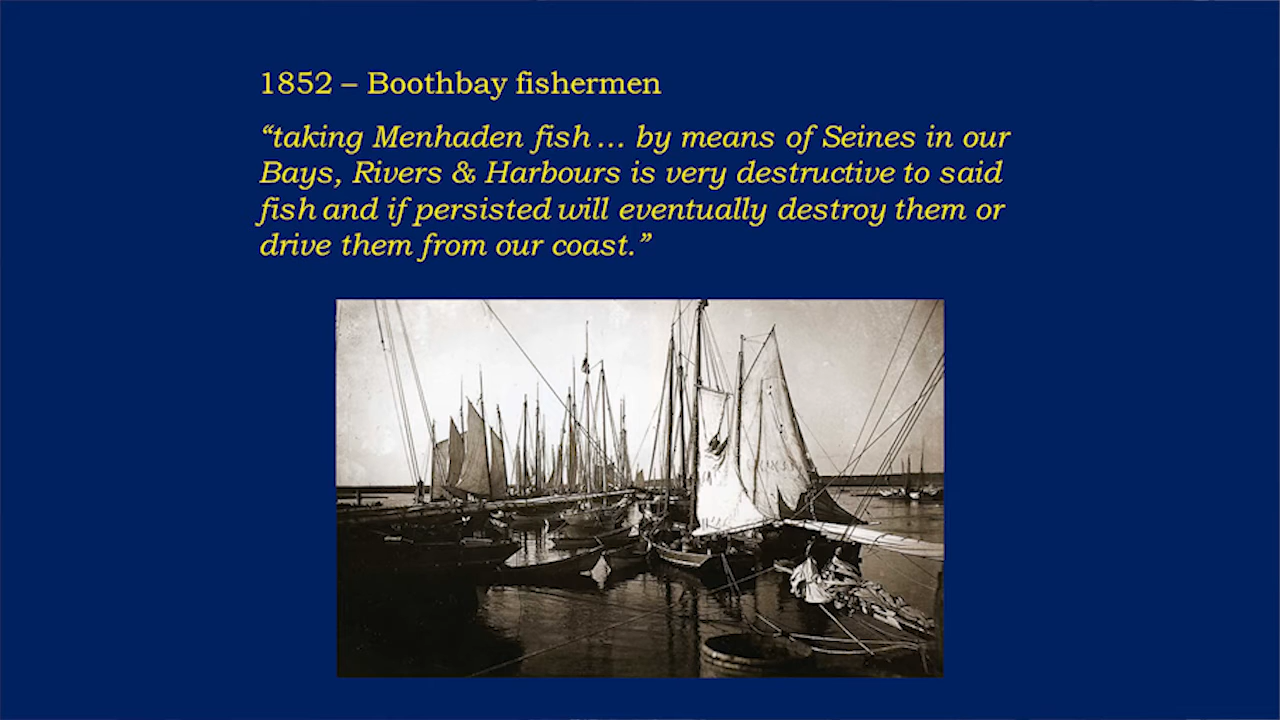 1852 – Boothbay fishermen
“taking Menhaden fish ... by means of Seines in our
Bays, Rivers & Harbours is very destructive to said
fish and if persisted will eventually destroy them or
drive them from our coast.”